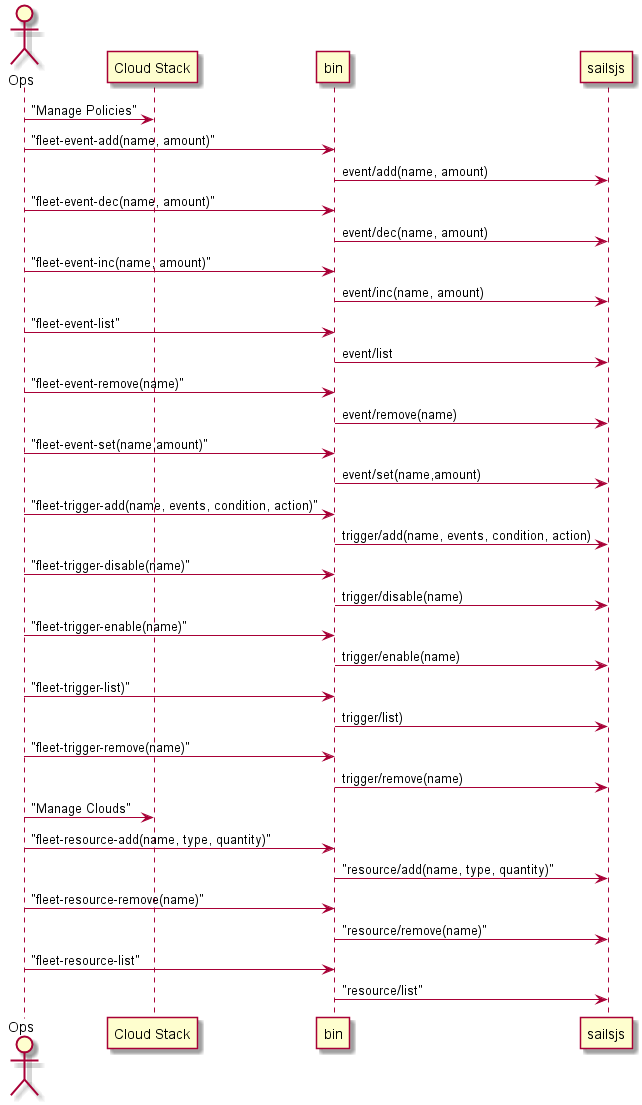 Ops
Cloud Stack
bin
sailsjs
"Manage Policies"
"fleet-event-add(name, amount)"
event/add(name, amount)
"fleet-event-dec(name, amount)"
event/dec(name, amount)
"fleet-event-inc(name, amount)"
event/inc(name, amount)
"fleet-event-list"
event/list
"fleet-event-remove(name)"
event/remove(name)
"fleet-event-set(name,amount)"
event/set(name,amount)
"fleet-trigger-add(name, events, condition, action)"
trigger/add(name, events, condition, action)
"fleet-trigger-disable(name)"
trigger/disable(name)
"fleet-trigger-enable(name)"
trigger/enable(name)
"fleet-trigger-list)"
trigger/list)
"fleet-trigger-remove(name)"
trigger/remove(name)
"Manage Clouds"
"fleet-resource-add(name, type, quantity)"
"resource/add(name, type, quantity)"
"fleet-resource-remove(name)"
"resource/remove(name)"
"fleet-resource-list"
"resource/list"
Ops
Cloud Stack
bin
sailsjs